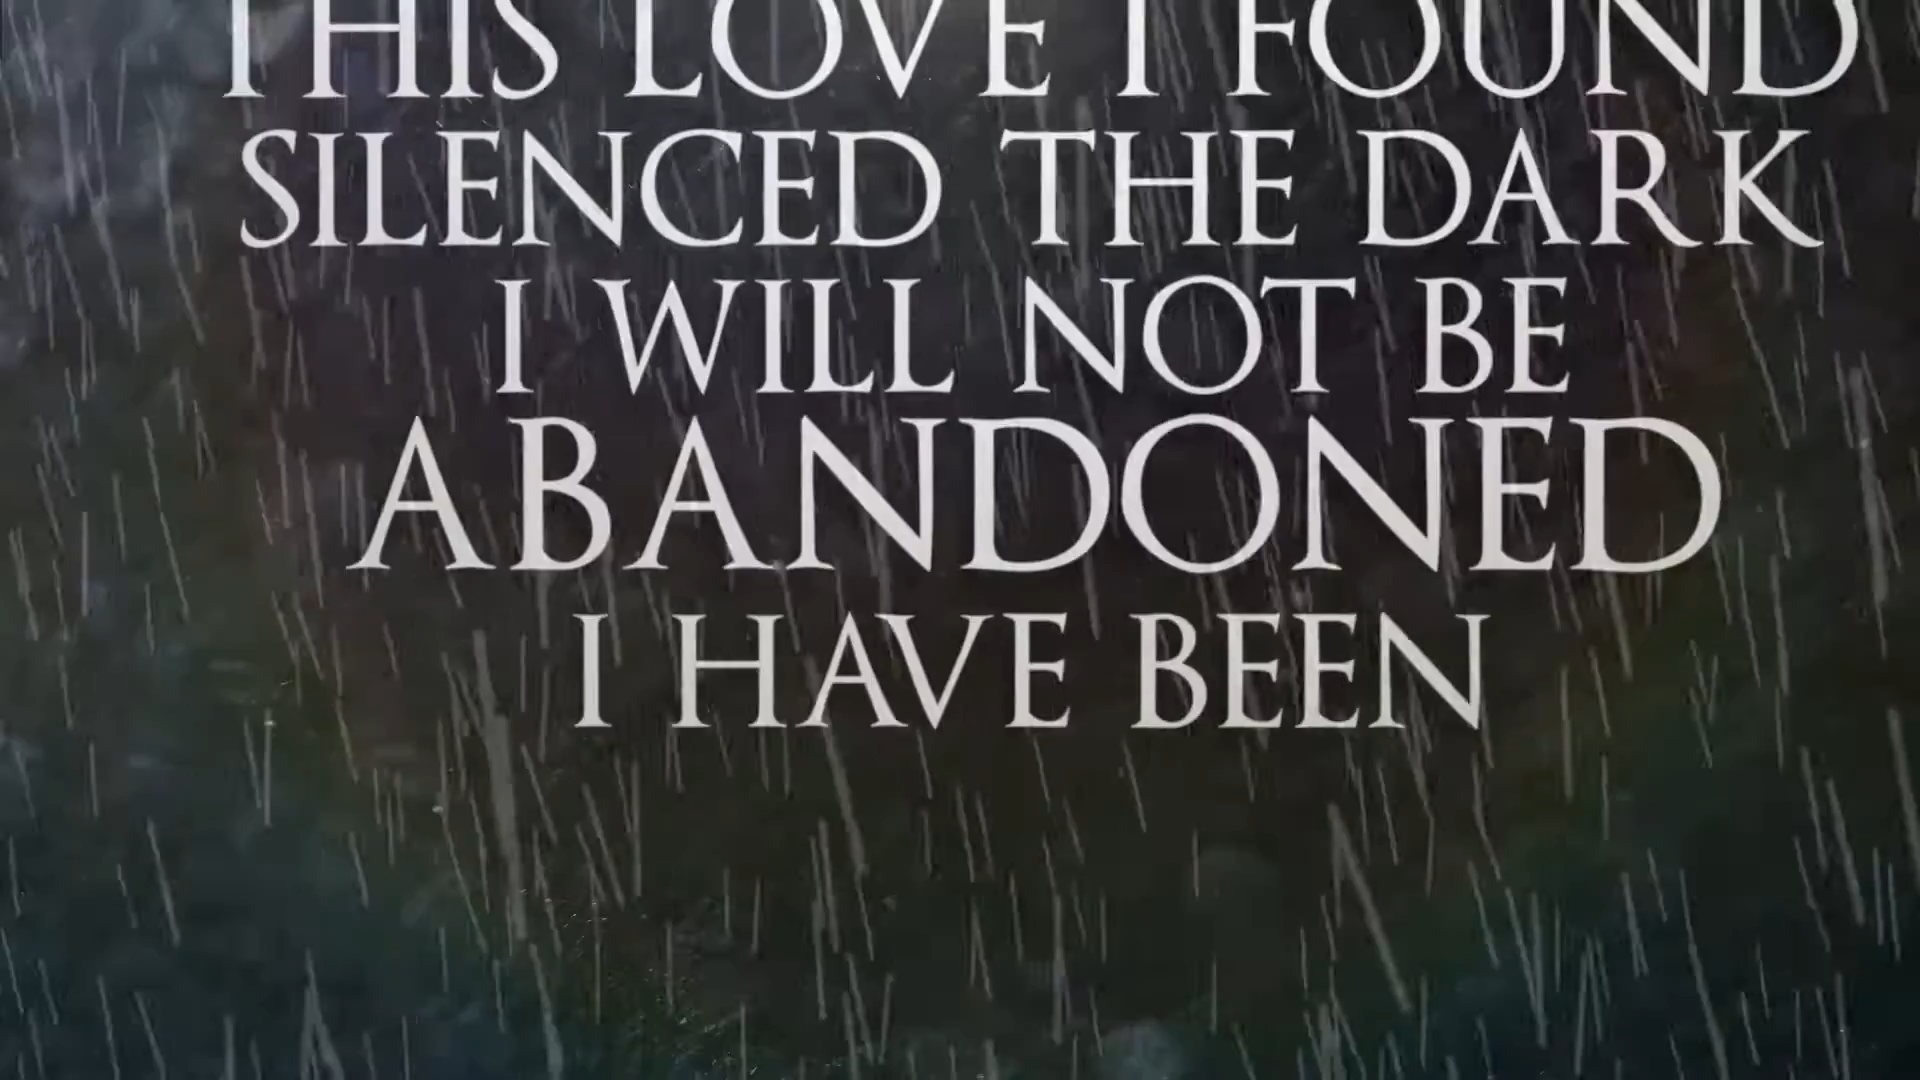 THIS LOVE I FOUND
SILENCED THE DARK
I WILL NOT BE
ABANDONED
I HAVE BEEN